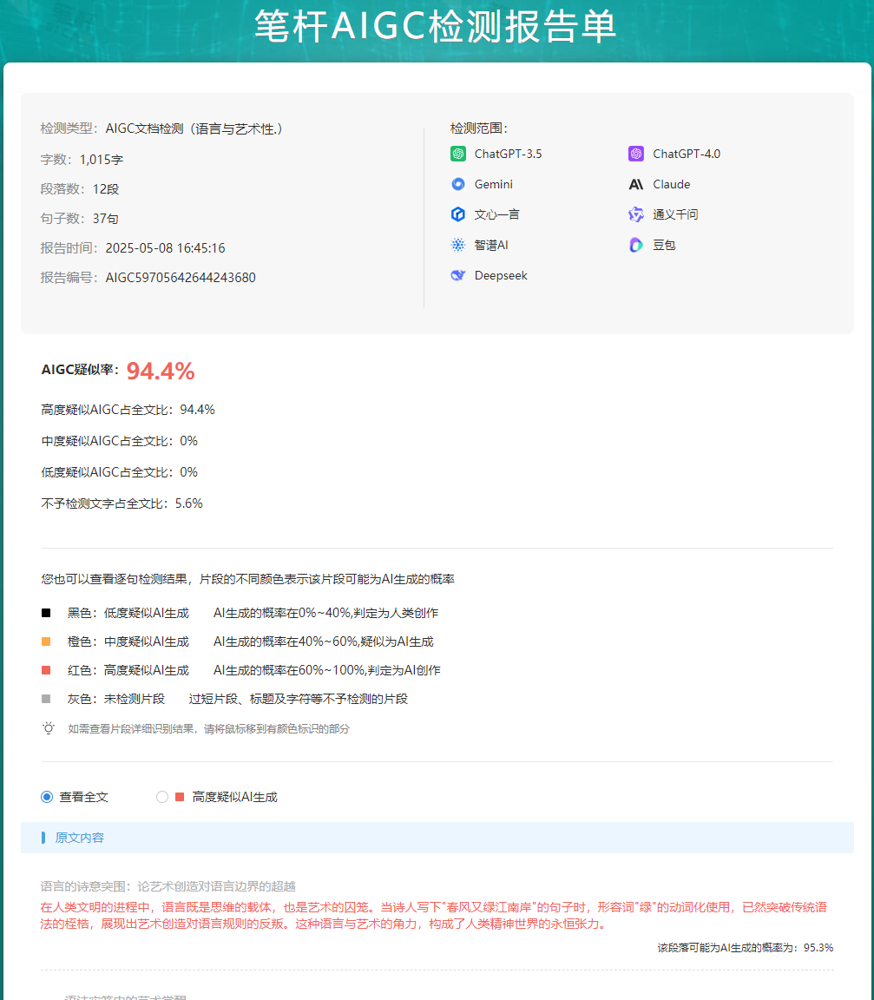 笔杆AIGC检测报告单
检测类型：AIGC文档检测（语言与艺术性.）
字数：1,015字
段落数：12段
句子数：37句
报告时间：2025-05-08 16:45:16
报告编号：AIGC59705642644243680
检测范围：
ChatGPT-3.5
ChatGPT-4.0
Gemini
Claude
文心一言
通义千问
智谱AI
豆包
Deepseek
AIGC疑似率：94.4%
高度疑似AIGC占全文比：94.4%
中度疑似AIGC占全文比：0%
低度疑似AIGC占全文比：0%
不予检测文字占全文比：5.6%
您也可以查看逐句检测结果，片段的不同颜色表示该片段可能为AI生成的概率
黑色：低度疑似AI生成 AI生成的概率在0%~40%,判定为人类创作
橙色：中度疑似AI生成 AI生成的概率在40%~60%,疑似为AI生成
红色：高度疑似AI生成 AI生成的概率在60%~100%,判定为AI创作
灰色：未检测片段 过短片段、标题及字符等不予检测的片段
如需查看片段详细识别结果，请将鼠标移到有颜色标识的部分
查看全文 高度疑似AI生成
原文内容
语言的诗意突围：论艺术创造对语言边界的超越
在人类文明的进程中，语言既是思维的载体，也是艺术的囚笼。当诗人写下"春风又绿江南岸"的句子时，形容词"绿"的动词化使用，已然突破传统语
法的桎梏，展现出艺术创造对语言规则的反叛。这种语言与艺术的角力，构成了人类精神世界的永恒张力。
该段落可能为AI生成的概率为：95.3%